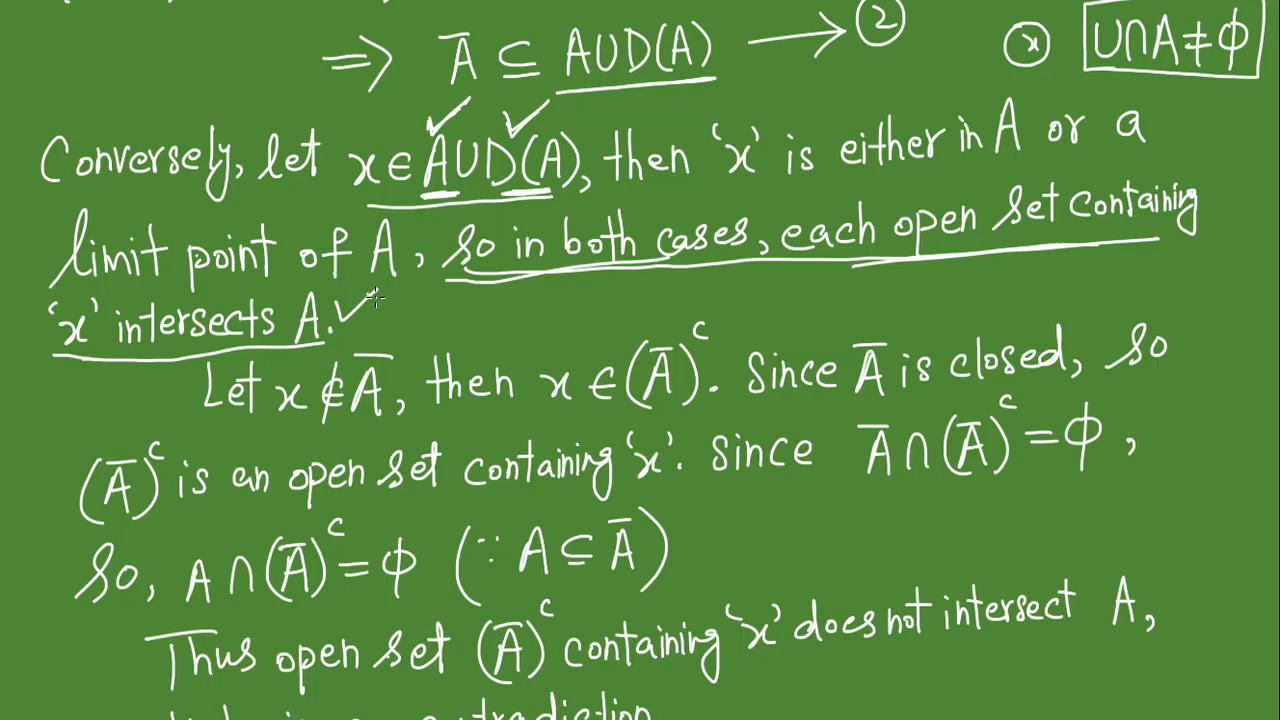 => Ā ⊆ A∪D(A) → ②
ⓧ U∩A≠ϕ
Conversely, let x∈A∪D(A), then 'x' is either in A or a
limit point of A, so in both cases, each open set containing
'x' intersects A. ✓
Let x∉Ā, then x∈(Ā)ᶜ. Since Ā is closed, so
(Ā)ᶜ is an open set containing 'x'. Since Ā∩(Ā)ᶜ=ϕ,
So, A∩(Ā)ᶜ=ϕ (∵ A⊆Ā)
Thus open set (Ā)ᶜ containing 'x' does not intersect A,